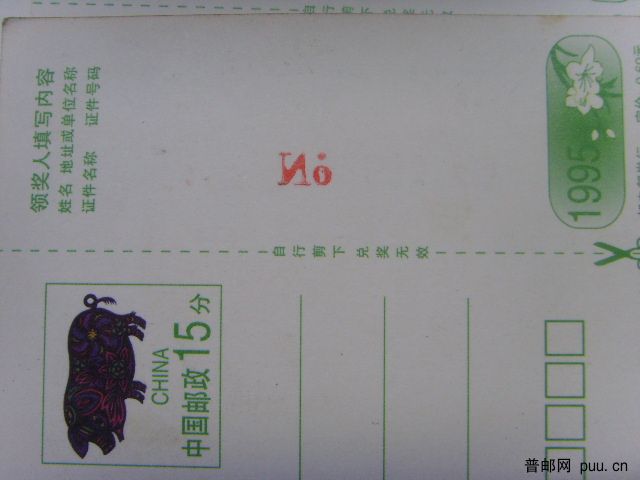 领奖人填写内容
姓名 地址或单位名称
证件名称 证件号码
No
1995
自行剪下 兑奖无效
CHINA
中国邮政 15分
普邮网 puu.cn